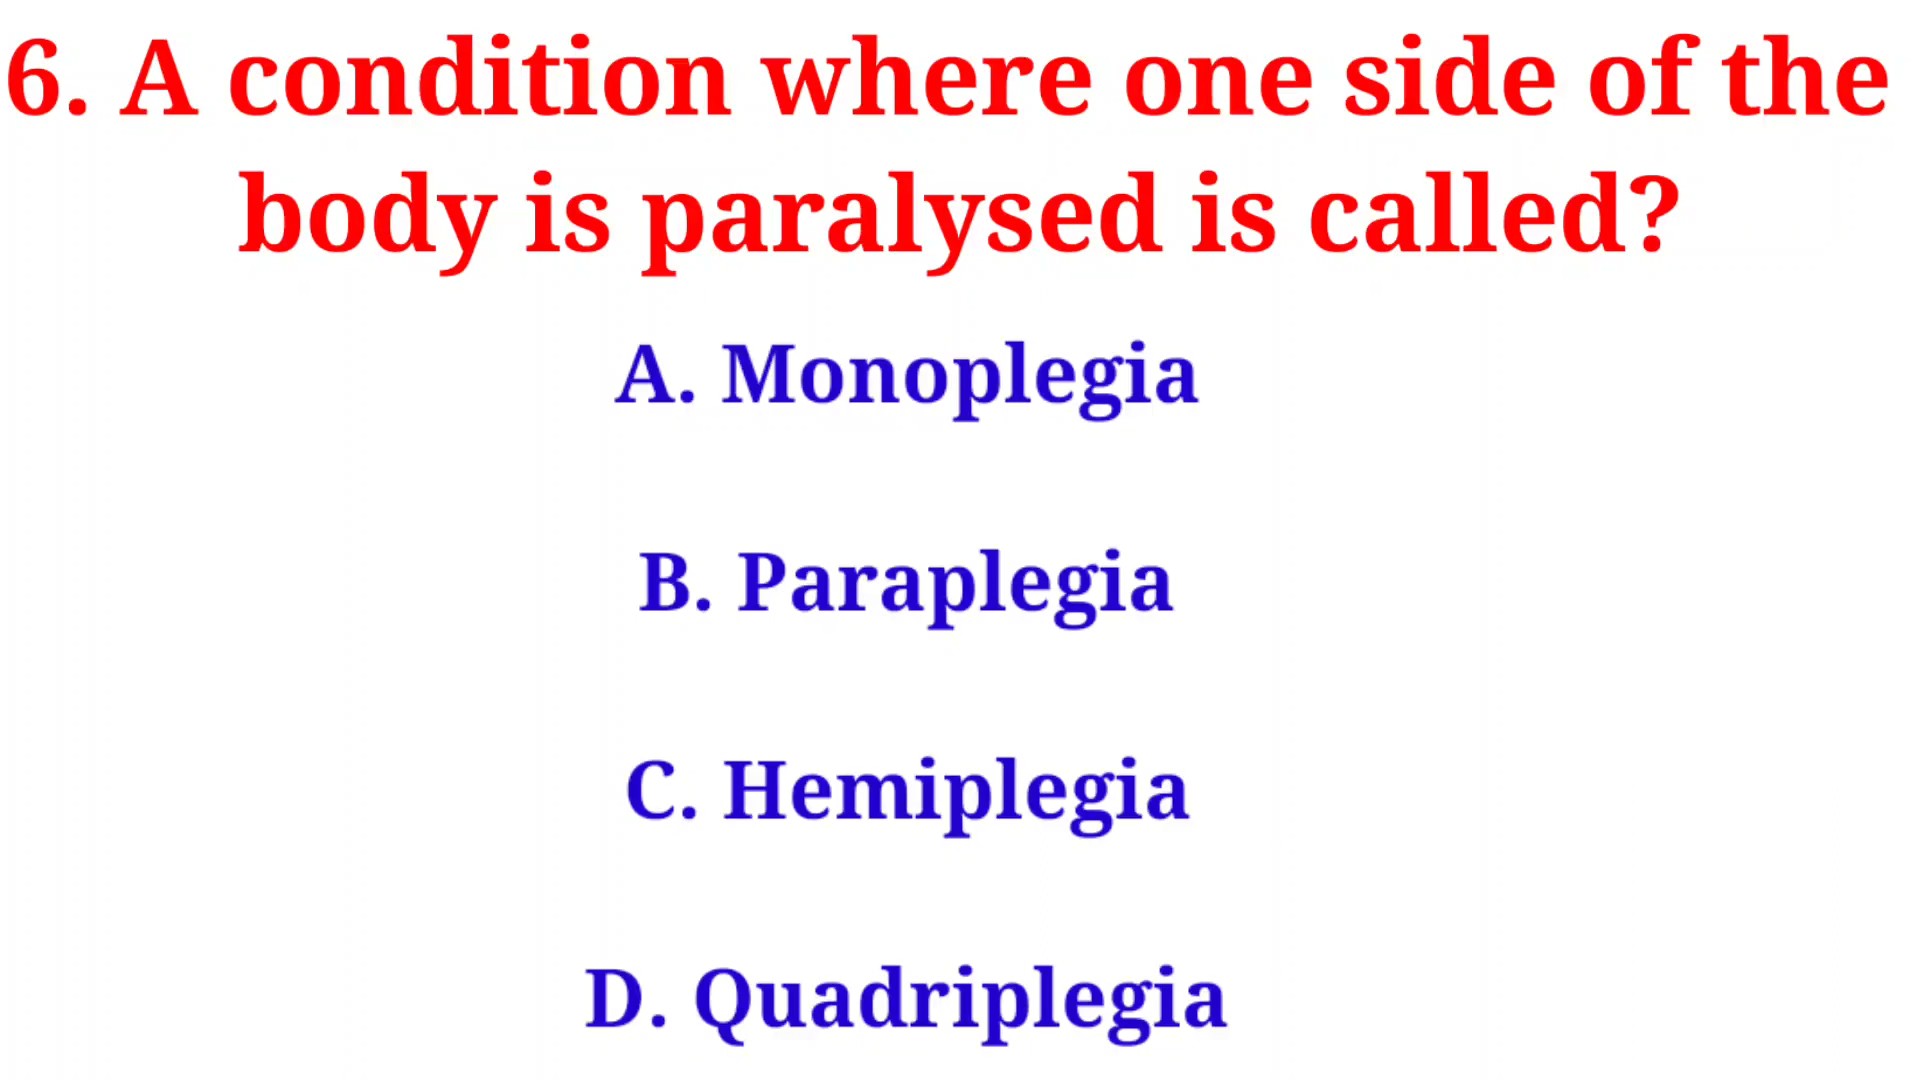 6. A condition where one side of the
body is paralysed is called?
A. Monoplegia
B. Paraplegia
C. Hemiplegia
D. Quadriplegia